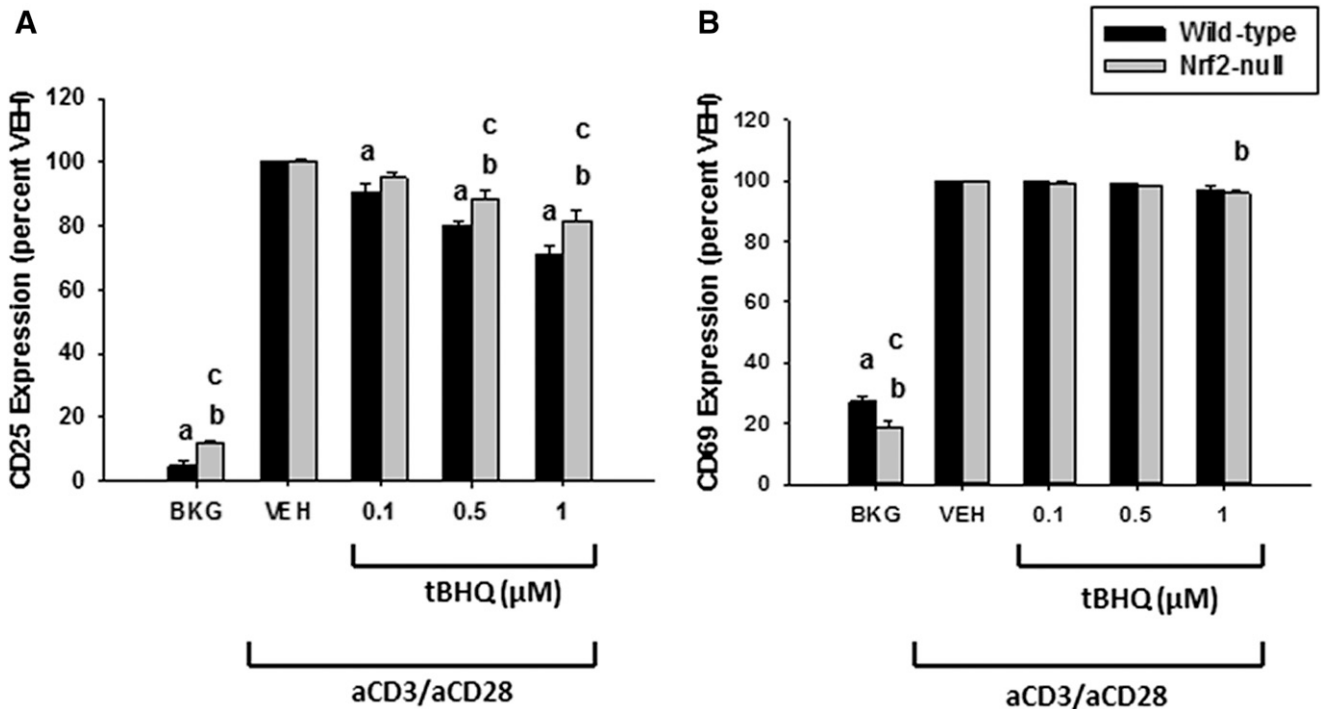 A
CD25 Expression (percent VEH)
120
100
80
60
40
20
0
a
c
b
a
a
c
b
a
c
b
BKG VEH 0.1 0.5 1
tBHQ (µM)
aCD3/aCD28
B
Wild-type
Nrf2-null
CD69 Expression (percent VEH)
120
100
80
60
40
20
0
a
c
b
b
BKG VEH 0.1 0.5 1
tBHQ (µM)
aCD3/aCD28